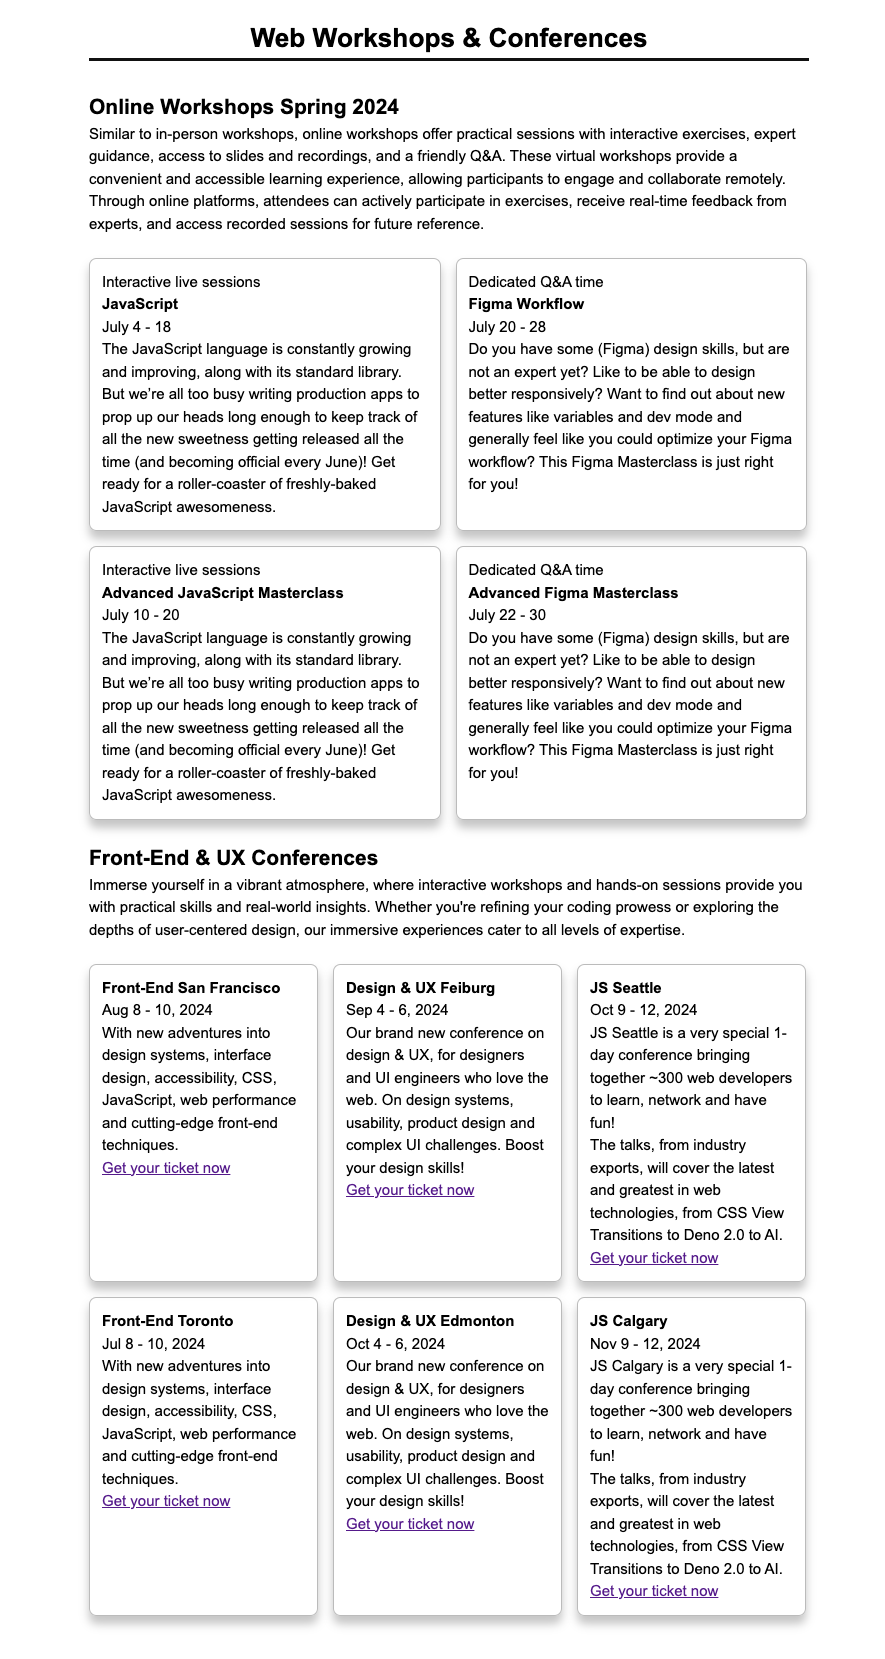 Web Workshops & Conferences
Online Workshops Spring 2024
Similar to in-person workshops, online workshops offer practical sessions with interactive exercises, expert
guidance, access to slides and recordings, and a friendly Q&A. These virtual workshops provide a
convenient and accessible learning experience, allowing participants to engage and collaborate remotely.
Through online platforms, attendees can actively participate in exercises, receive real-time feedback from
experts, and access recorded sessions for future reference.
Interactive live sessions
JavaScript
July 4 - 18
The JavaScript language is constantly growing
and improving, along with its standard library.
But we’re all too busy writing production apps to
prop up our heads long enough to keep track of
all the new sweetness getting released all the
time (and becoming official every June)! Get
ready for a roller-coaster of freshly-baked
JavaScript awesomeness.
Dedicated Q&A time
Figma Workflow
July 20 - 28
Do you have some (Figma) design skills, but are
not an expert yet? Like to be able to design
better responsively? Want to find out about new
features like variables and dev mode and
generally feel like you could optimize your Figma
workflow? This Figma Masterclass is just right
for you!
Interactive live sessions
Advanced JavaScript Masterclass
July 10 - 20
The JavaScript language is constantly growing
and improving, along with its standard library.
But we’re all too busy writing production apps to
prop up our heads long enough to keep track of
all the new sweetness getting released all the
time (and becoming official every June)! Get
ready for a roller-coaster of freshly-baked
JavaScript awesomeness.
Dedicated Q&A time
Advanced Figma Masterclass
July 22 - 30
Do you have some (Figma) design skills, but are
not an expert yet? Like to be able to design
better responsively? Want to find out about new
features like variables and dev mode and
generally feel like you could optimize your Figma
workflow? This Figma Masterclass is just right
for you!
Front-End & UX Conferences
Immerse yourself in a vibrant atmosphere, where interactive workshops and hands-on sessions provide you
with practical skills and real-world insights. Whether you're refining your coding prowess or exploring the
depths of user-centered design, our immersive experiences cater to all levels of expertise.
Front-End San Francisco
Aug 8 - 10, 2024
With new adventures into
design systems, interface
design, accessibility, CSS,
JavaScript, web performance
and cutting-edge front-end
techniques.
Get your ticket now
Design & UX Feiburg
Sep 4 - 6, 2024
Our brand new conference on
design & UX, for designers
and UI engineers who love the
web. On design systems,
usability, product design and
complex UI challenges. Boost
your design skills!
Get your ticket now
JS Seattle
Oct 9 - 12, 2024
JS Seattle is a very special 1-
day conference bringing
together ~300 web developers
to learn, network and have
fun!
The talks, from industry
exports, will cover the latest
and greatest in web
technologies, from CSS View
Transitions to Deno 2.0 to AI.
Get your ticket now
Front-End Toronto
Jul 8 - 10, 2024
With new adventures into
design systems, interface
design, accessibility, CSS,
JavaScript, web performance
and cutting-edge front-end
techniques.
Get your ticket now
Design & UX Edmonton
Oct 4 - 6, 2024
Our brand new conference on
design & UX, for designers
and UI engineers who love the
web. On design systems,
usability, product design and
complex UI challenges. Boost
your design skills!
Get your ticket now
JS Calgary
Nov 9 - 12, 2024
JS Calgary is a very special 1-
day conference bringing
together ~300 web developers
to learn, network and have
fun!
The talks, from industry
exports, will cover the latest
and greatest in web
technologies, from CSS View
Transitions to Deno 2.0 to AI.
Get your ticket now